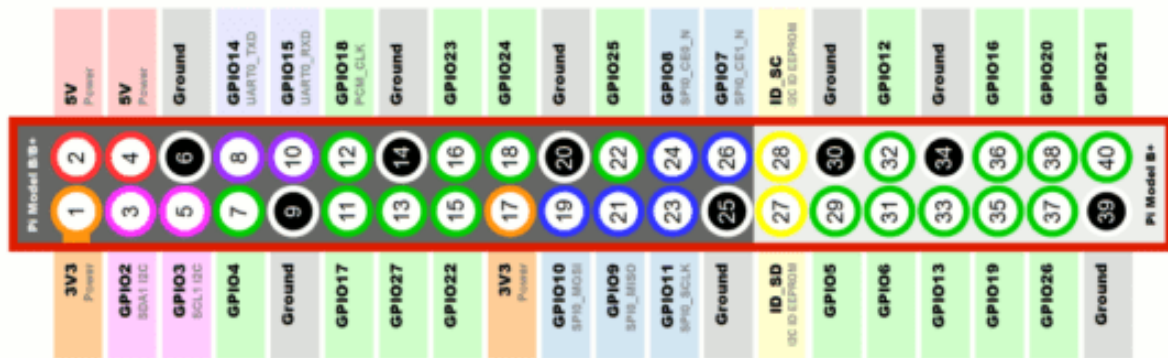 5V
Power
5V
Power
Ground
GPIO14
UART0_TXD
GPIO15
UART0_RXD
GPIO18
PCM_CLK
Ground
GPIO23
GPIO24
Ground
GPIO25
GPIO8
SPI0_CE0_N
GPIO7
SPI0_CE1_N
ID_SC
I2C ID EEPROM
Ground
GPIO12
Ground
GPIO16
GPIO20
GPIO21
Pi Model B/B+
2
4
6
8
10
12
14
16
18
20
22
24
26
28
30
32
34
36
38
40
1
3
5
7
9
11
13
15
17
19
21
23
25
27
29
31
33
35
37
39
Pi Model B+
3V3
Power
GPIO2
SDA1 I2C
GPIO3
SCL1 I2C
GPIO4
Ground
GPIO17
GPIO27
GPIO22
3V3
Power
GPIO10
SPI0_MOSI
GPIO9
SPI0_MISO
GPIO11
SPI0_SCLK
Ground
ID_SD
I2C ID EEPROM
GPIO5
GPIO6
GPIO13
GPIO19
GPIO26
Ground